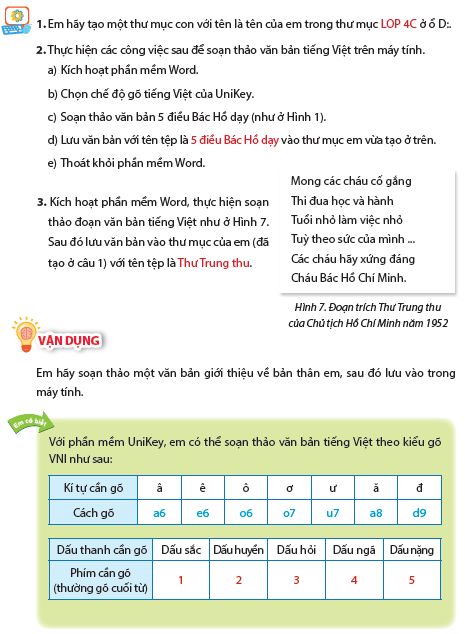 1. Em hãy tạo một thư mục con với tên là tên của em trong thư mục LOP 4C ở ổ D:.
2. Thực hiện các công việc sau để soạn thảo văn bản tiếng Việt trên máy tính.
a) Kích hoạt phần mềm Word.
b) Chọn chế độ gõ tiếng Việt của UniKey.
c) Soạn thảo văn bản 5 điều Bác Hồ dạy (như ở Hình 1).
d) Lưu văn bản với tên tệp là 5 điều Bác Hồ dạy vào thư mục em vừa tạo ở trên.
e) Thoát khỏi phần mềm Word.
3. Kích hoạt phần mềm Word, thực hiện soạn
thảo đoạn văn bản tiếng Việt như ở Hình 7.
Sau đó lưu văn bản vào thư mục của em (đã
tạo ở câu 1) với tên tệp là Thư Trung thu.
Mong các cháu cố gắng
Thi đua học và hành
Tuổi nhỏ làm việc nhỏ
Tuỳ theo sức của mình ...
Các cháu hãy xứng đáng
Cháu Bác Hồ Chí Minh.
Hình 7. Đoạn trích Thư Trung thu
của Chủ tịch Hồ Chí Minh năm 1952
VẬN DỤNG
Em hãy soạn thảo một văn bản giới thiệu về bản thân em, sau đó lưu vào trong
máy tính.
Em có biết
Với phần mềm UniKey, em có thể soạn thảo văn bản tiếng Việt theo kiểu gõ
VNI như sau:
Kí tự cần gõ â ê ô ơ ư ă đ
Cách gõ a6 e6 o6 o7 u7 a8 d9
Dấu thanh cần gõ Dấu sắc Dấu huyền Dấu hỏi Dấu ngã Dấu nặng
Phím cần gõ 1 2 3 4 5
(thường gõ cuối từ)